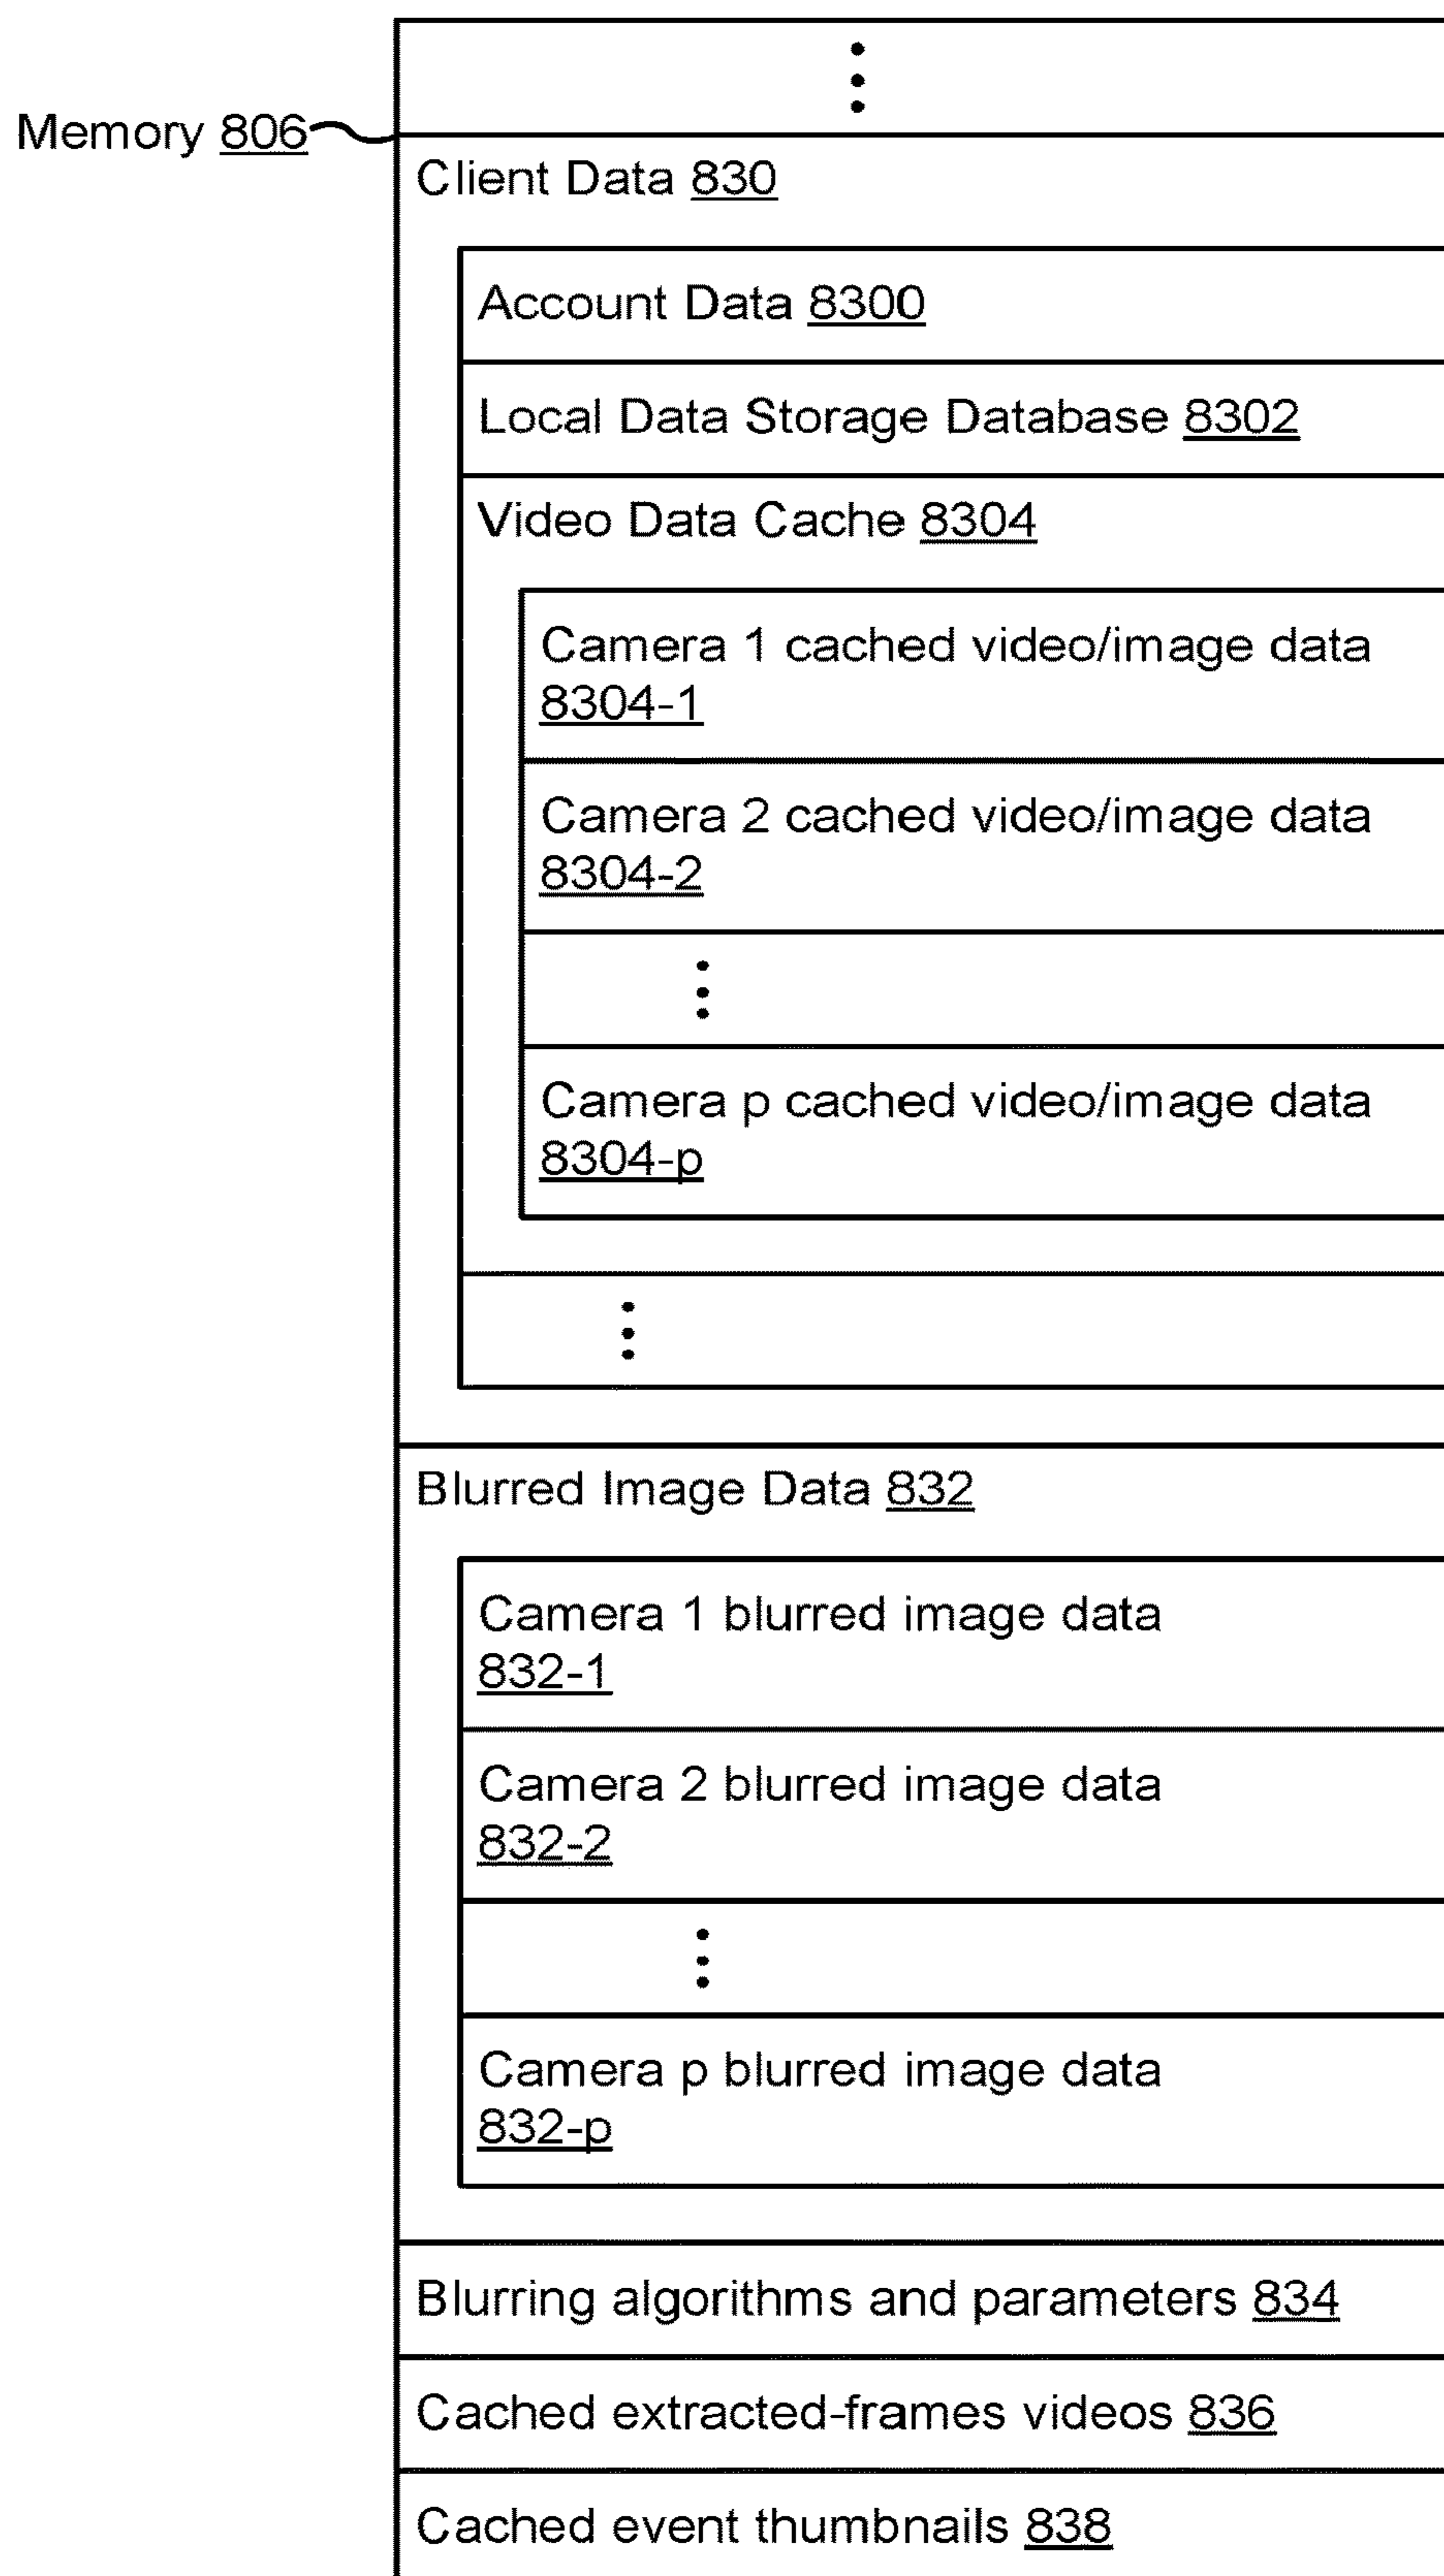 Memory 806
Client Data 830
Account Data 8300
Local Data Storage Database 8302
Video Data Cache 8304
Camera 1 cached video/image data
8304-1
Camera 2 cached video/image data
8304-2
Camera p cached video/image data
8304-p
Blurred Image Data 832
Camera 1 blurred image data
832-1
Camera 2 blurred image data
832-2
Camera p blurred image data
832-p
Blurring algorithms and parameters 834
Cached extracted-frames videos 836
Cached event thumbnails 838